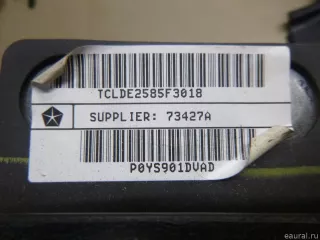 TCLDE2585F3018
SUPPLIER: 73427A
P0YS901DVAD
eaural.ru